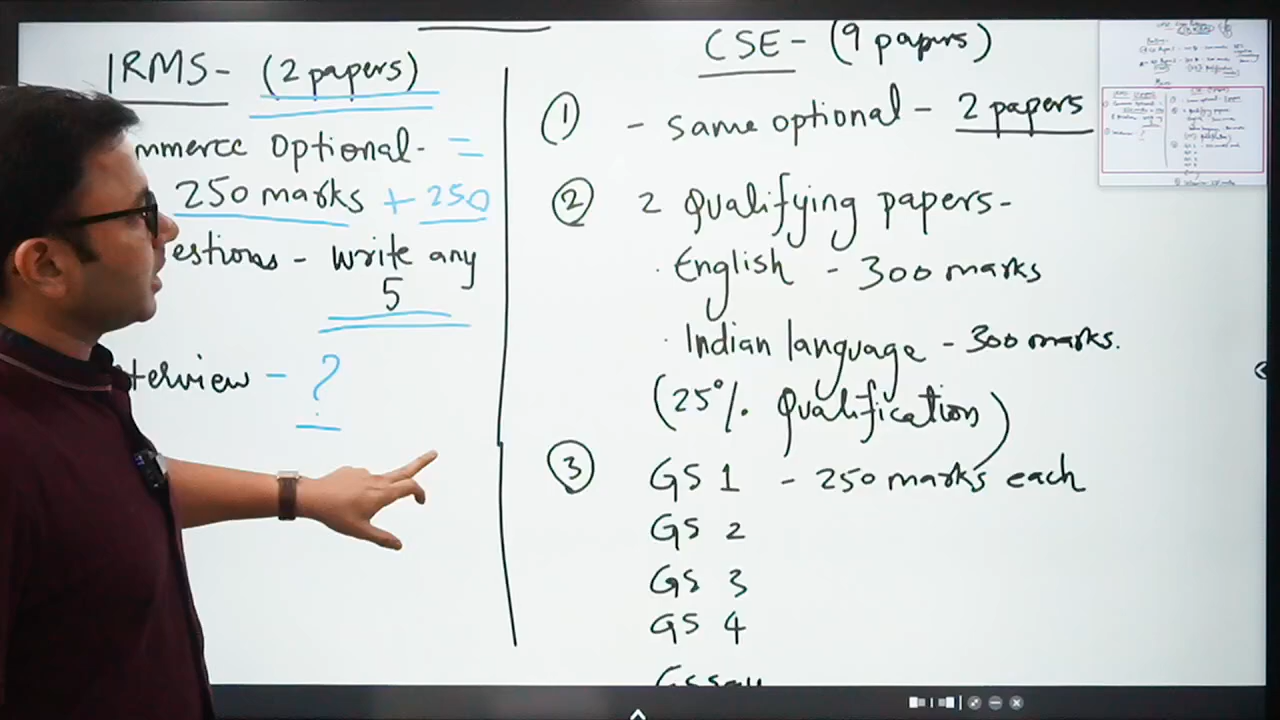 IRMS- (2 papers)
mmerce Optional- =
250 marks + 250
estions - write any
5
terview - ?
CSE- (9 papers)
1 - same optional - 2 papers
2 2 Qualifying papers-
. English - 300 marks
. Indian language - 300 marks.
(25% Qualification)
3 GS 1 - 250 marks each
GS 2
GS 3
GS 4
Essay